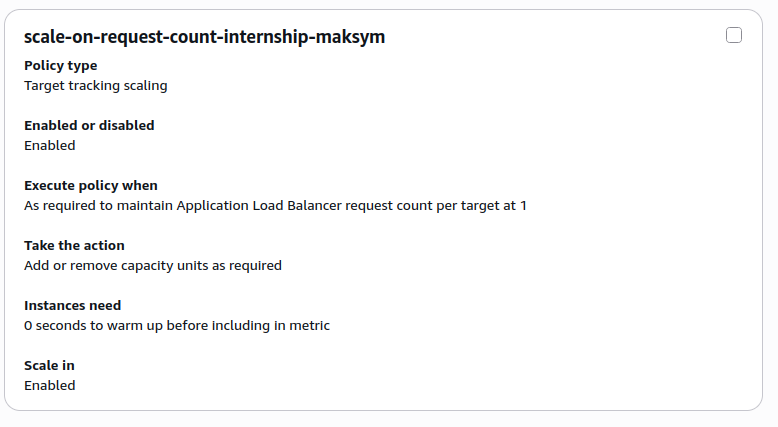 scale-on-request-count-internship-maksym
Policy type
Target tracking scaling
Enabled or disabled
Enabled
Execute policy when
As required to maintain Application Load Balancer request count per target at 1
Take the action
Add or remove capacity units as required
Instances need
0 seconds to warm up before including in metric
Scale in
Enabled